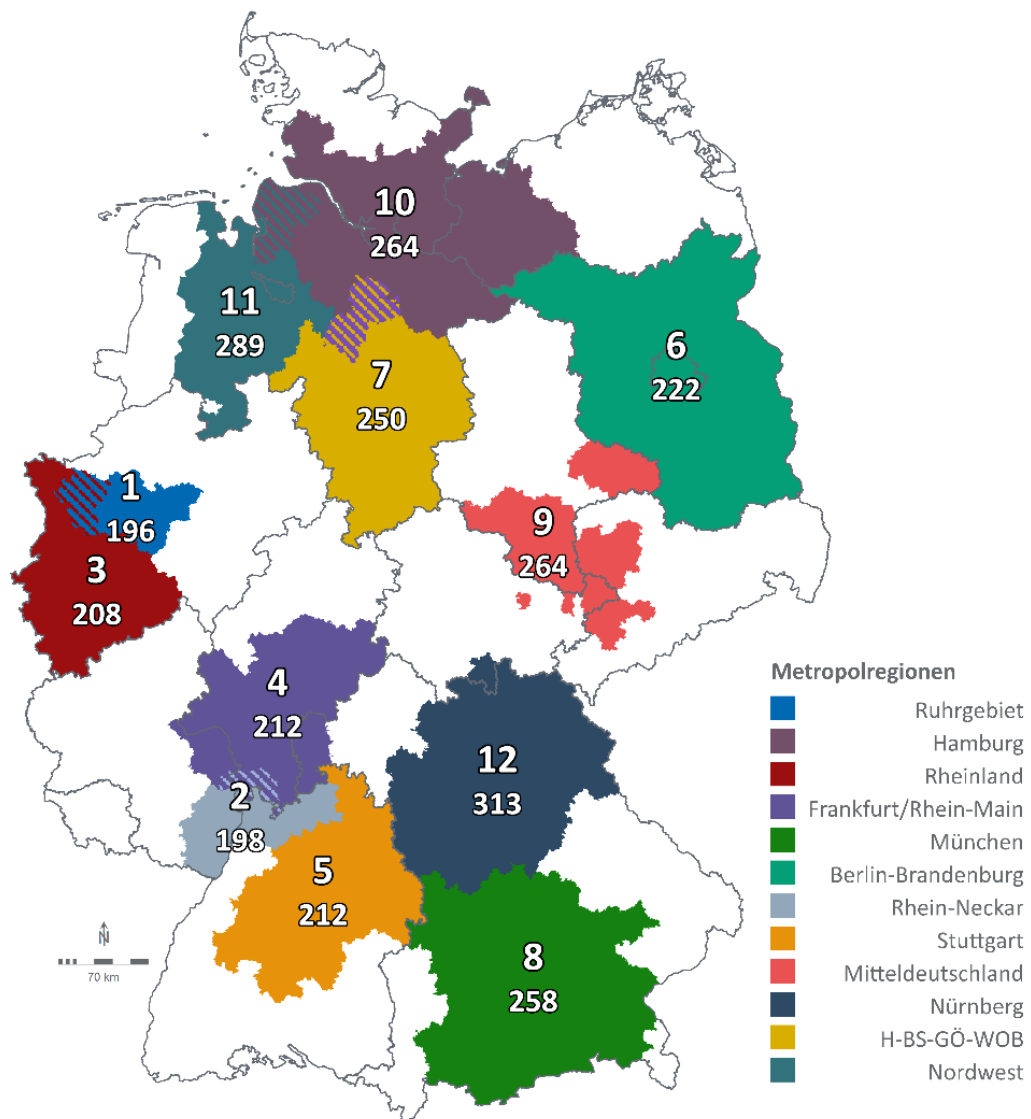 10
264
11
289
6
222
7
250
1
196
9
264
3
208
4
212
12
313
2
198
5
212
8
258
N
70 km
Metropolregionen
Ruhrgebiet
Hamburg
Rheinland
Frankfurt/Rhein-Main
München
Berlin-Brandenburg
Rhein-Neckar
Stuttgart
Mitteldeutschland
Nürnberg
H-BS-GÖ-WOB
Nordwest